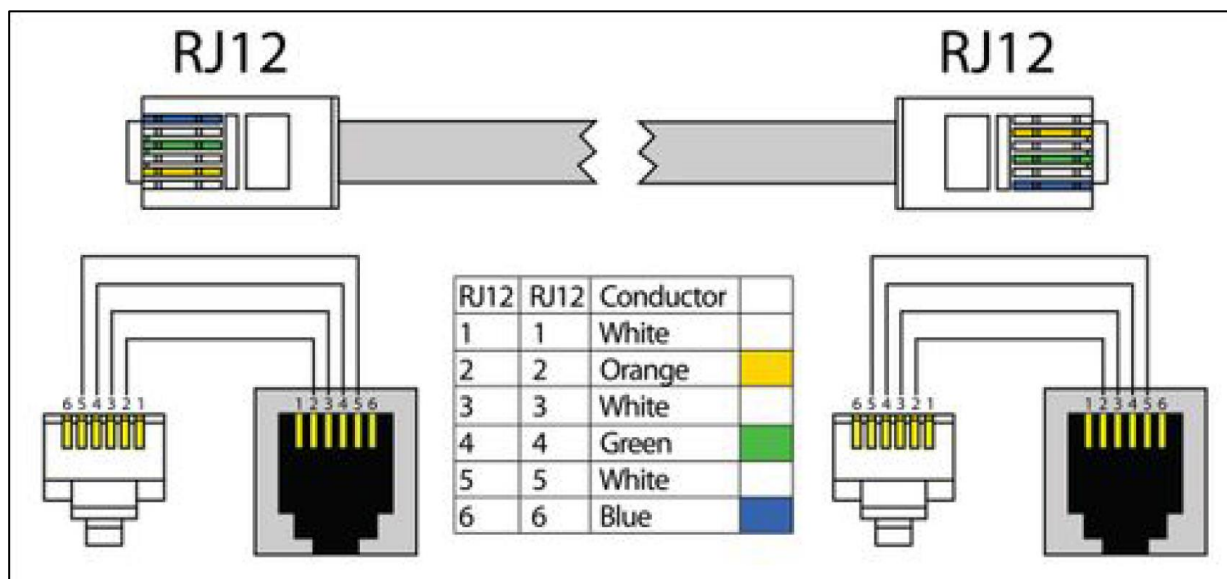 RJ12 RJ12
6 5 4 3 2 1
1 2 3 4 5 6
RJ12 RJ12 Conductor
1 1 White
2 2 Orange
3 3 White
4 4 Green
5 5 White
6 6 Blue
6 5 4 3 2 1
1 2 3 4 5 6